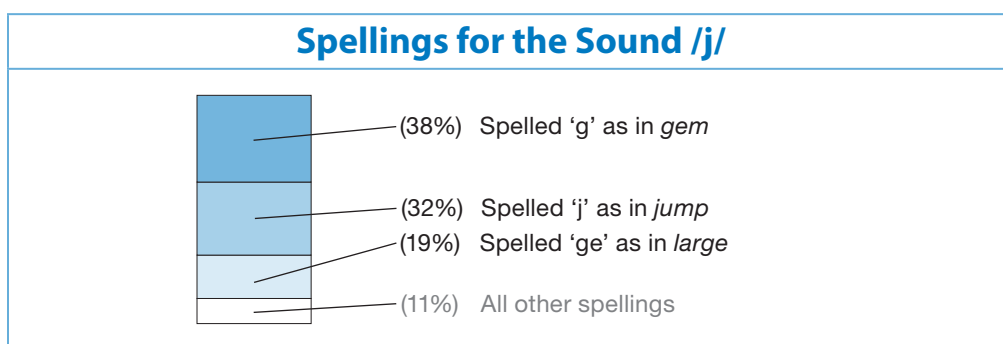 Spellings for the Sound /j/
(38%) Spelled ‘g’ as in gem
(32%) Spelled ‘j’ as in jump
(19%) Spelled ‘ge’ as in large
(11%) All other spellings